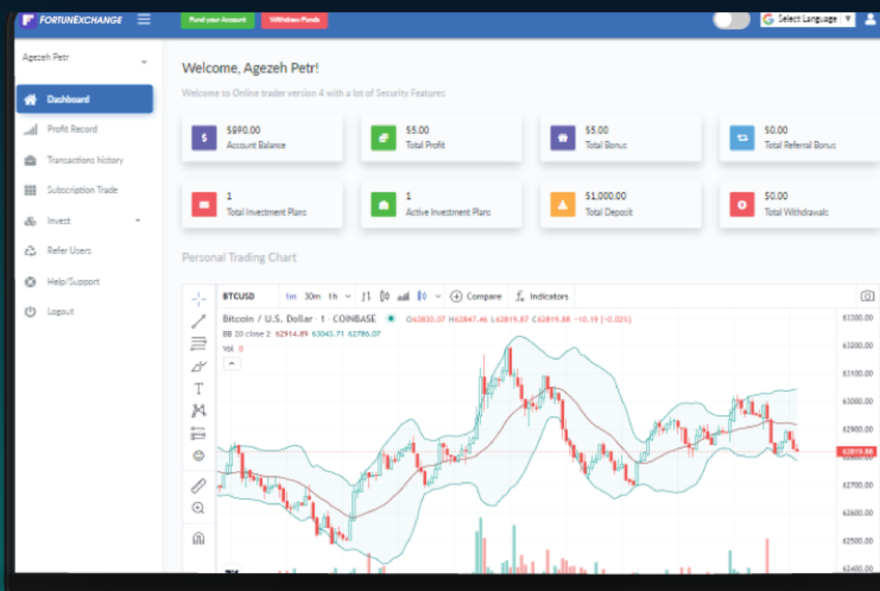 FORTUNEXCHANGE
Fund your Account
Withdraw Funds
Select Language
Agezeh Petr
Dashboard
Profit Record
Transactions history
Subscription Trade
Invest
Refer Users
Help/Support
Logout
Welcome, Agezeh Petr!
Welcome to Online trader version 4 with a lot of Security Features
$890.00
Account Balance
$5.00
Total Profit
$5.00
Total Bonus
$0.00
Total Referral Bonus
1
Total Investment Plans
1
Active Investment Plans
$1,000.00
Total Deposit
$0.00
Total Withdrawals
Personal Trading Chart
BTCUSD 1m 30m 1h Compare Indicators
Bitcoin / U.S. Dollar · 1 · COINBASE O62830.07 H62847.46 L62819.87 C62819.88 −10.19 (−0.02%)
BB 20 close 2 62914.89 63043.71 62786.07
Vol 0
63300.00
63200.00
63100.00
63000.00
62900.00
62819.88
62700.00
62600.00
62500.00
62400.00